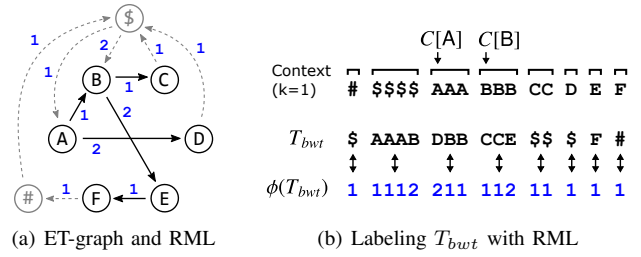 $
1
1
2
1
1
B
1
C
1
2
A
2
D
#
1
F
1
E
(a) ET-graph and RML
C[A] C[B]
Context (k=1) # $$$$ AAA BBB CC D E F
T_bwt $ AAAB DBB CCE $$ $ F #
ϕ(T_bwt) 1 1112 211 112 11 1 1 1
(b) Labeling T_bwt with RML